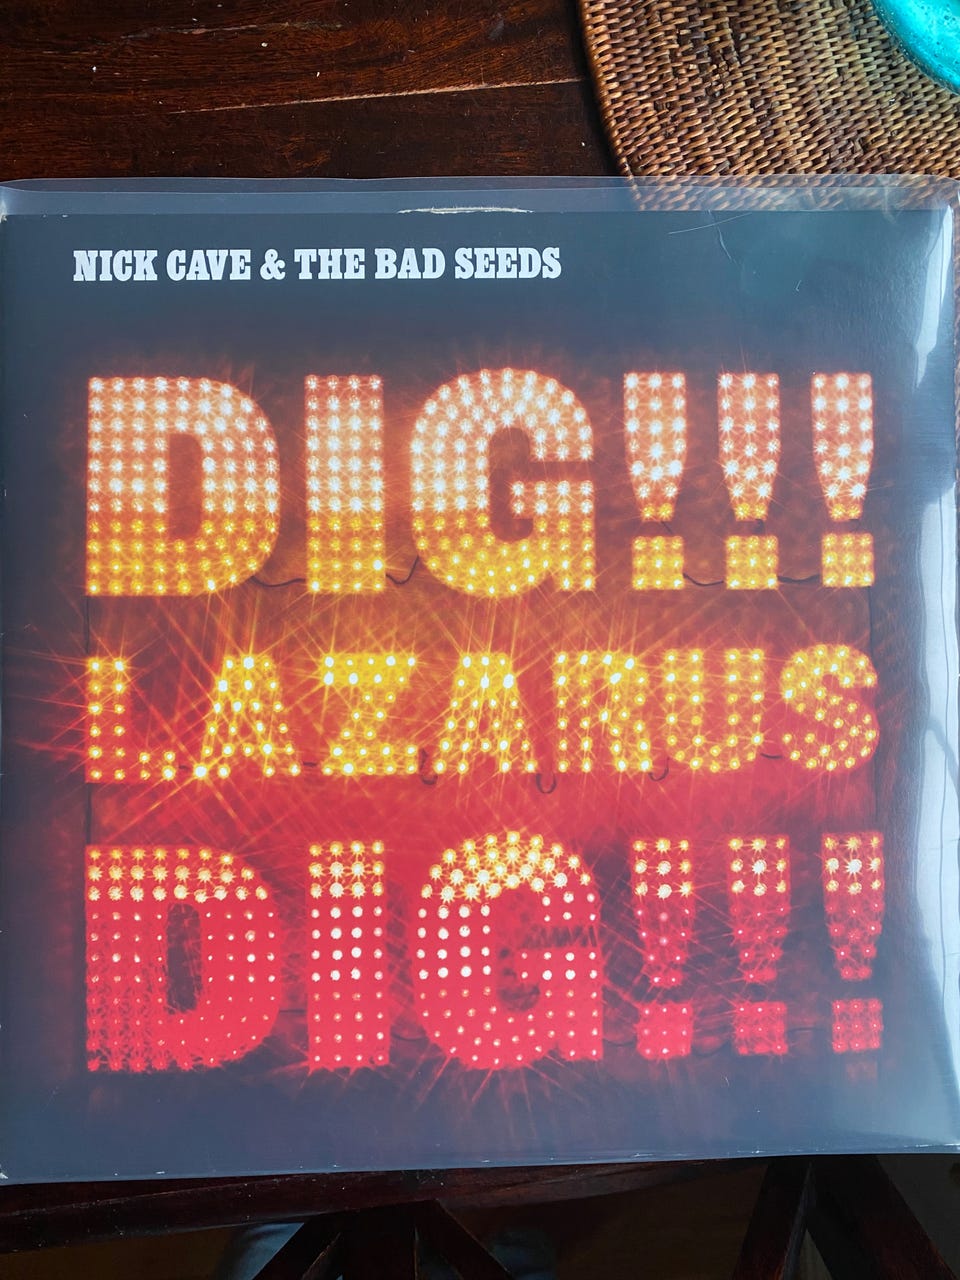 NICK CAVE & THE BAD SEEDS
DIG!!!
LAZARUS
DIG!!!